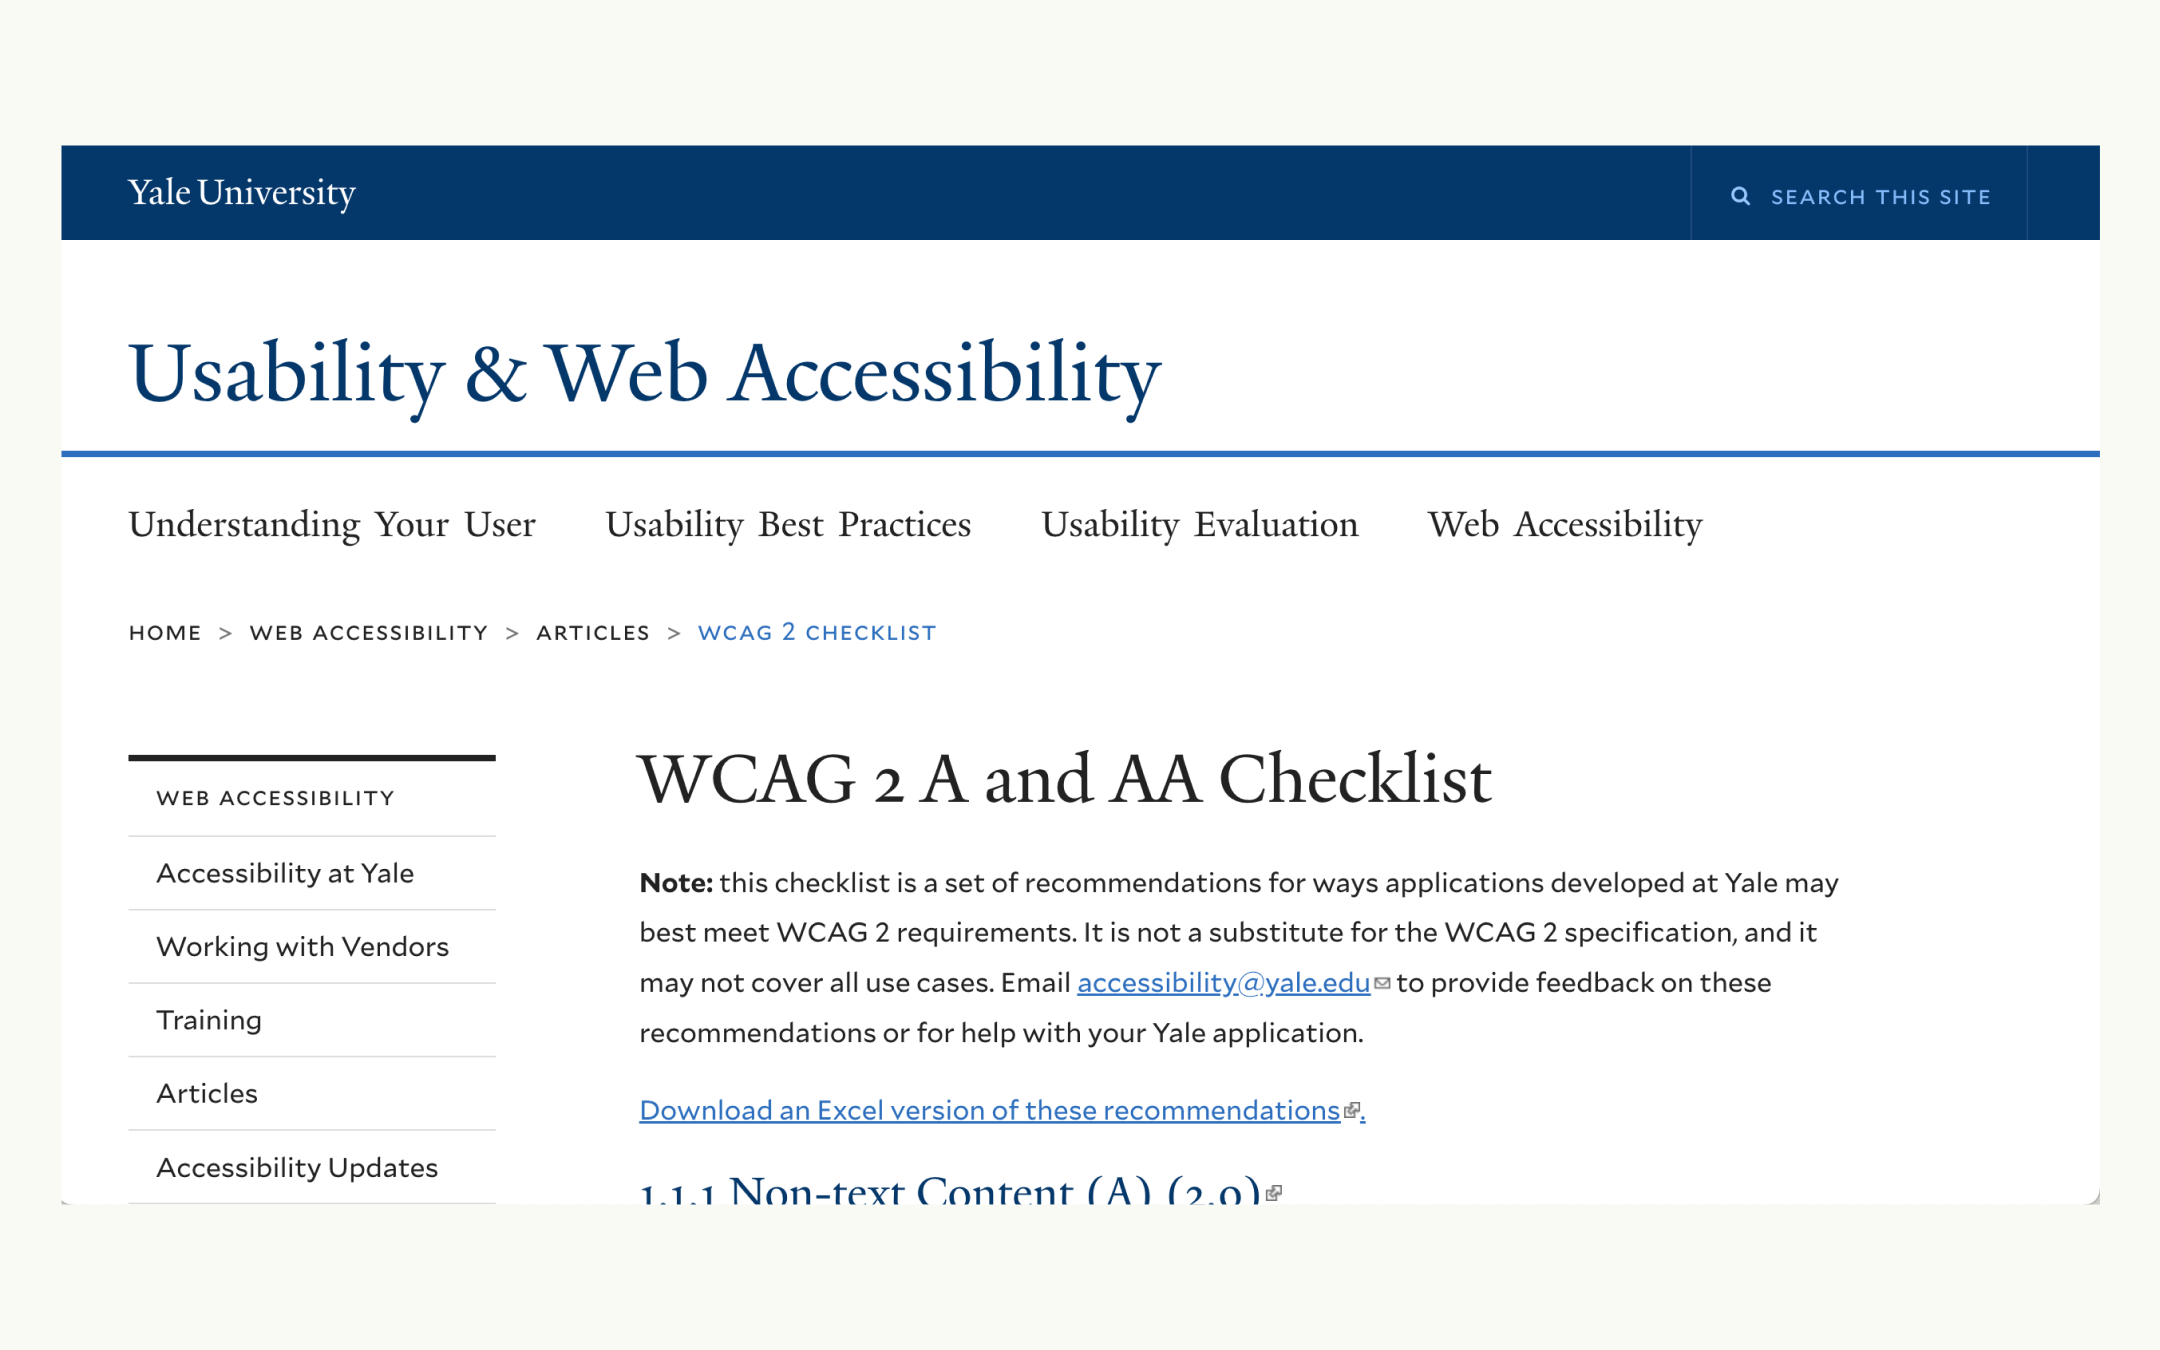 Yale University
SEARCH THIS SITE
Usability & Web Accessibility
Understanding Your User
Usability Best Practices
Usability Evaluation
Web Accessibility
HOME > WEB ACCESSIBILITY > ARTICLES > WCAG 2 CHECKLIST
WEB ACCESSIBILITY
Accessibility at Yale
Working with Vendors
Training
Articles
Accessibility Updates
WCAG 2 A and AA Checklist
Note: this checklist is a set of recommendations for ways applications developed at Yale may
best meet WCAG 2 requirements. It is not a substitute for the WCAG 2 specification, and it
may not cover all use cases. Email accessibility@yale.edu to provide feedback on these
recommendations or for help with your Yale application.
Download an Excel version of these recommendations.
1.1.1 Non-text Content (A) (2.0)